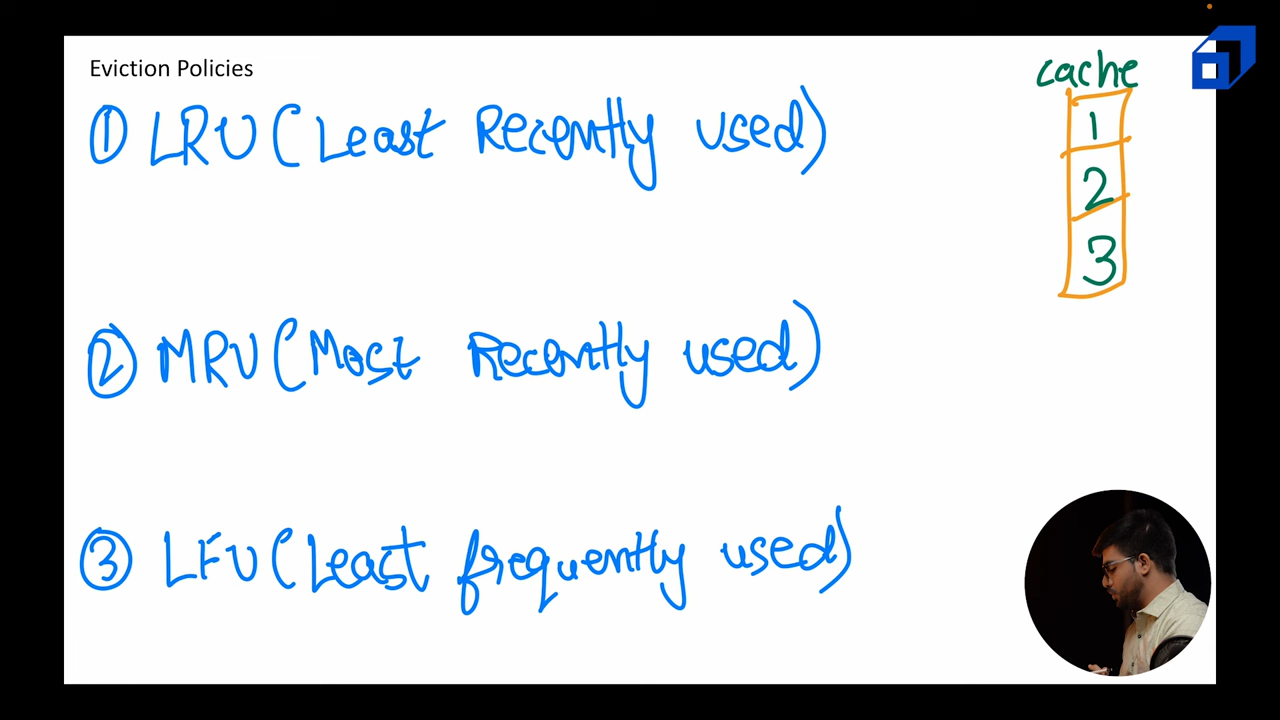 Eviction Policies
cache
① LRU (Least Recently used)
1
2
3
② MRU (Most Recently used)
③ LFU (Least frequently used)